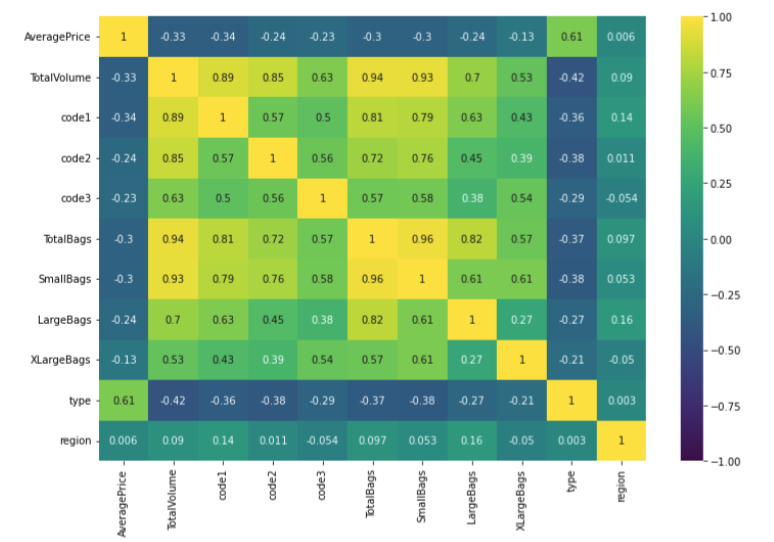 AveragePrice 1 -0.33 -0.34 -0.24 -0.23 -0.3 -0.3 -0.24 -0.13 0.61 0.006
TotalVolume -0.33 1 0.89 0.85 0.63 0.94 0.93 0.7 0.53 -0.42 0.09
code1 -0.34 0.89 1 0.57 0.5 0.81 0.79 0.63 0.43 -0.36 0.14
code2 -0.24 0.85 0.57 1 0.56 0.72 0.76 0.45 0.39 -0.38 0.011
code3 -0.23 0.63 0.5 0.56 1 0.57 0.58 0.38 0.54 -0.29 -0.054
TotalBags -0.3 0.94 0.81 0.72 0.57 1 0.96 0.82 0.57 -0.37 0.097
SmallBags -0.3 0.93 0.79 0.76 0.58 0.96 1 0.61 0.61 -0.38 0.053
LargeBags -0.24 0.7 0.63 0.45 0.38 0.82 0.61 1 0.27 -0.27 0.16
XLargeBags -0.13 0.53 0.43 0.39 0.54 0.57 0.61 0.27 1 -0.21 -0.05
type 0.61 -0.42 -0.36 -0.38 -0.29 -0.37 -0.38 -0.27 -0.21 1 0.003
region 0.006 0.09 0.14 0.011 -0.054 0.097 0.053 0.16 -0.05 0.003 1
AveragePrice
TotalVolume
code1
code2
code3
TotalBags
SmallBags
LargeBags
XLargeBags
type
region
1.00
0.75
0.50
0.25
0.00
−0.25
−0.50
−0.75
−1.00